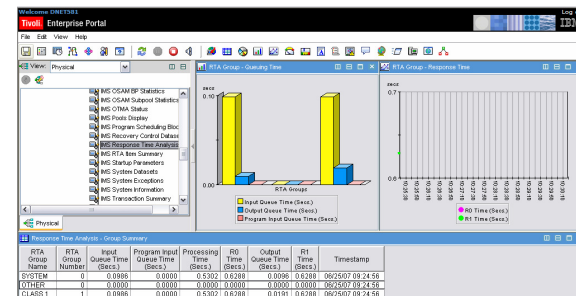 Welcome DNET581
Log
Tivoli Enterprise Portal
IBM
File Edit View Help
View: Physical
RTA Group - Queuing Time
RTA Group - Response Time
IMS OSAM BP Statistics
IMS OSAM Subpool Statistics
IMS OTMA Status
IMS Pools Display
IMS Program Scheduling Bloc
IMS Recovery Control Datase
IMS Response Time Analysis
IMS RTA Item Summary
IMS Startup Parameters
IMS System Datasets
IMS System Exceptions
IMS System Information
IMS Transaction Summary
Physical
secs
0.10
0.00
RTA Groups
Input Queue Time (Secs.)
Output Queue Time (Secs.)
Program Input Queue Time (Secs.)
secs
0.7
0.6
R0 Time (Secs.)
R1 Time (Secs.)
Response Time Analysis - Group Summary
RTA Group Name RTA Group Number Input Queue Time (Secs.) Program Input Queue Time (Secs.) Processing Time (Secs.) R0 Time (Secs.) Output Queue Time (Secs.) R1 Time (Secs.) Timestamp
SYSTEM 0 0.0986 0.0000 0.5302 0.6288 0.0096 0.6288 06/25/07 09:24:56
OTHER 0 0.0000 0.0000 0.0000 0.0000 0.0000 0.0000 06/25/07 09:24:56
CLASS 1 1 0.0986 0.0000 0.5302 0.6288 0.0191 0.6288 06/25/07 09:24:56